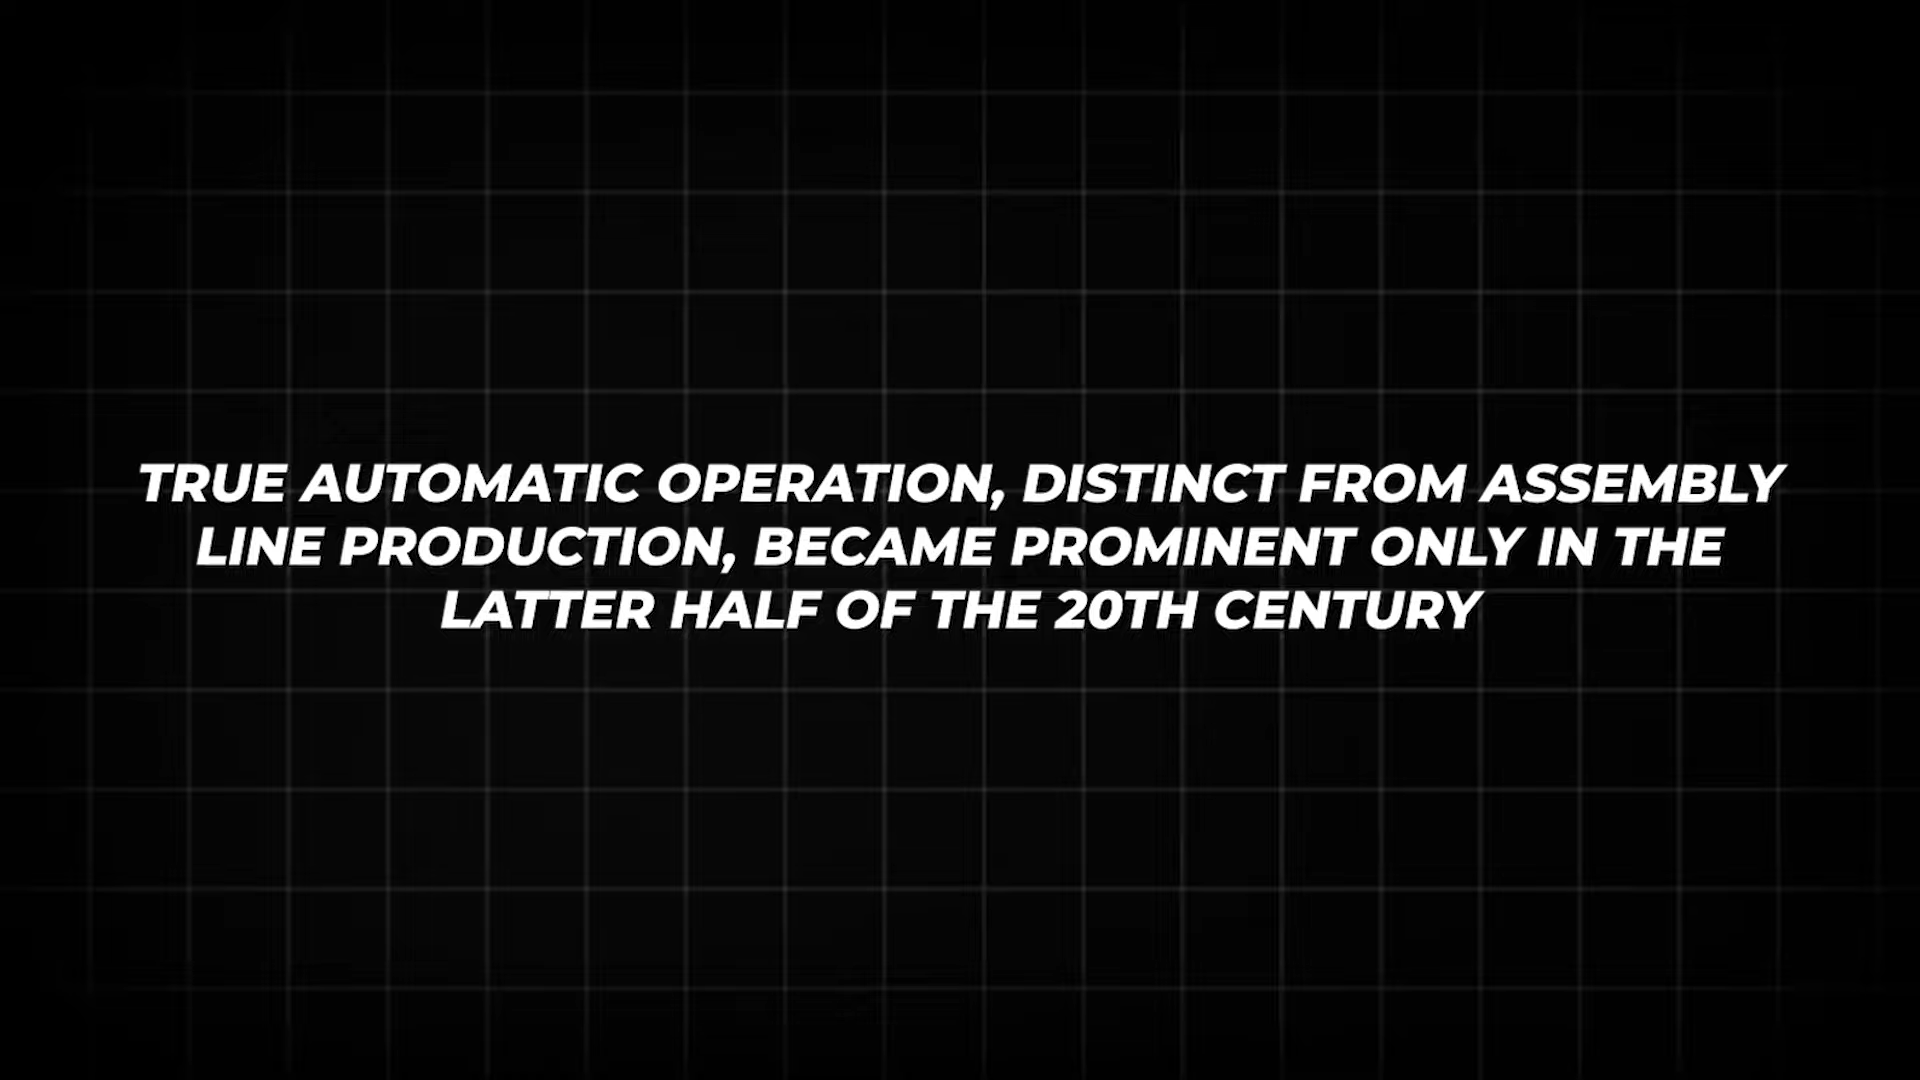 TRUE AUTOMATIC OPERATION, DISTINCT FROM ASSEMBLY
LINE PRODUCTION, BECAME PROMINENT ONLY IN THE
LATTER HALF OF THE 20TH CENTURY